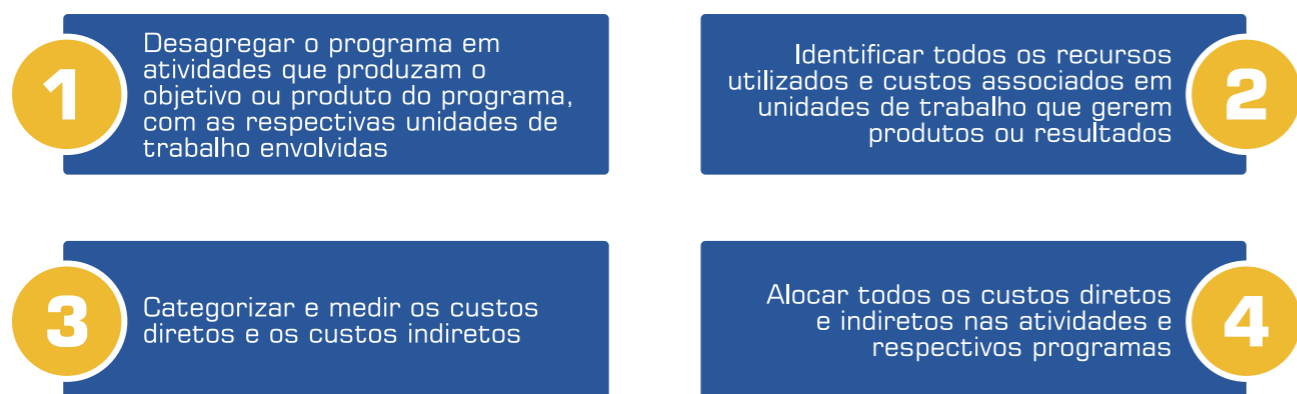 1
Desagregar o programa em
atividades que produzam o
objetivo ou produto do programa,
com as respectivas unidades de
trabalho envolvidas
Identificar todos os recursos
utilizados e custos associados em
unidades de trabalho que gerem
produtos ou resultados
2
3
Categorizar e medir os custos
diretos e os custos indiretos
Alocar todos os custos diretos
e indiretos nas atividades e
respectivos programas
4